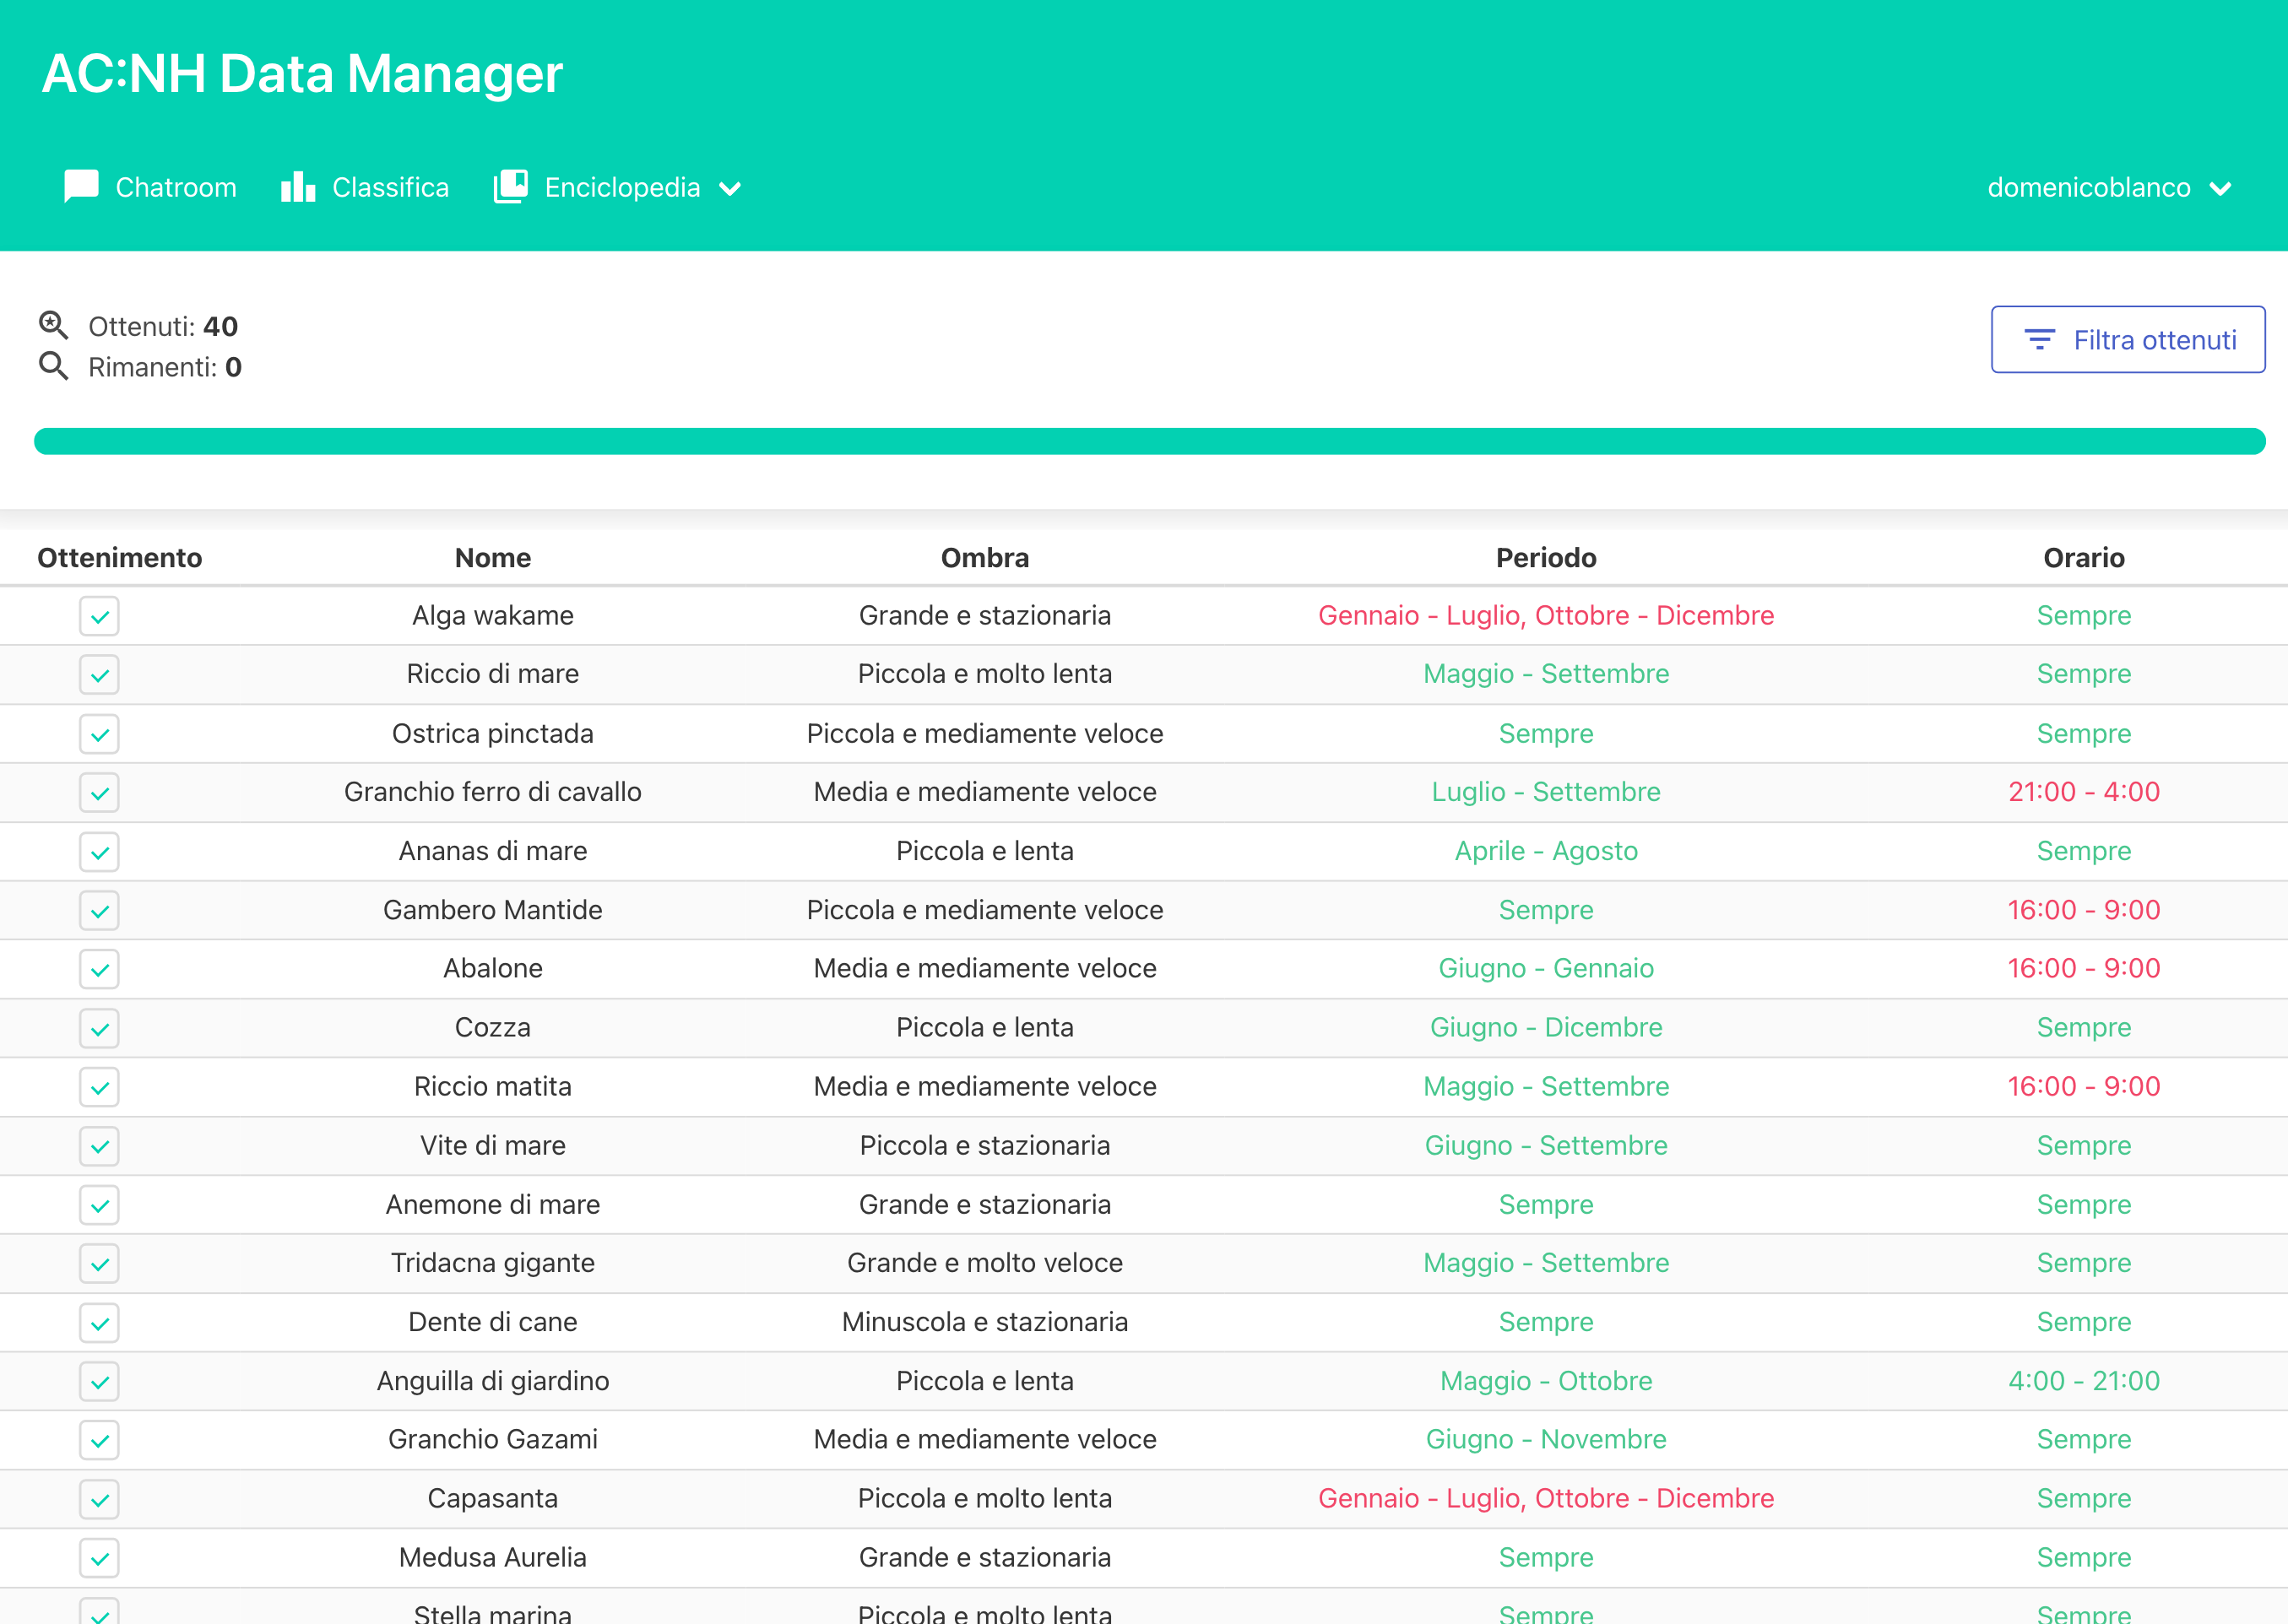 AC:NH Data Manager
Chatroom Classifica Enciclopedia domenicoblanco
Ottenuti: 40
Rimanenti: 0
Filtra ottenuti
Ottenimento Nome Ombra Periodo Orario
Alga wakame Grande e stazionaria Gennaio - Luglio, Ottobre - Dicembre Sempre
Riccio di mare Piccola e molto lenta Maggio - Settembre Sempre
Ostrica pinctada Piccola e mediamente veloce Sempre Sempre
Granchio ferro di cavallo Media e mediamente veloce Luglio - Settembre 21:00 - 4:00
Ananas di mare Piccola e lenta Aprile - Agosto Sempre
Gambero Mantide Piccola e mediamente veloce Sempre 16:00 - 9:00
Abalone Media e mediamente veloce Giugno - Gennaio 16:00 - 9:00
Cozza Piccola e lenta Giugno - Dicembre Sempre
Riccio matita Media e mediamente veloce Maggio - Settembre 16:00 - 9:00
Vite di mare Piccola e stazionaria Giugno - Settembre Sempre
Anemone di mare Grande e stazionaria Sempre Sempre
Tridacna gigante Grande e molto veloce Maggio - Settembre Sempre
Dente di cane Minuscola e stazionaria Sempre Sempre
Anguilla di giardino Piccola e lenta Maggio - Ottobre 4:00 - 21:00
Granchio Gazami Media e mediamente veloce Giugno - Novembre Sempre
Capasanta Piccola e molto lenta Gennaio - Luglio, Ottobre - Dicembre Sempre
Medusa Aurelia Grande e stazionaria Sempre Sempre
Stella marina Piccola e molto lenta Sempre Sempre